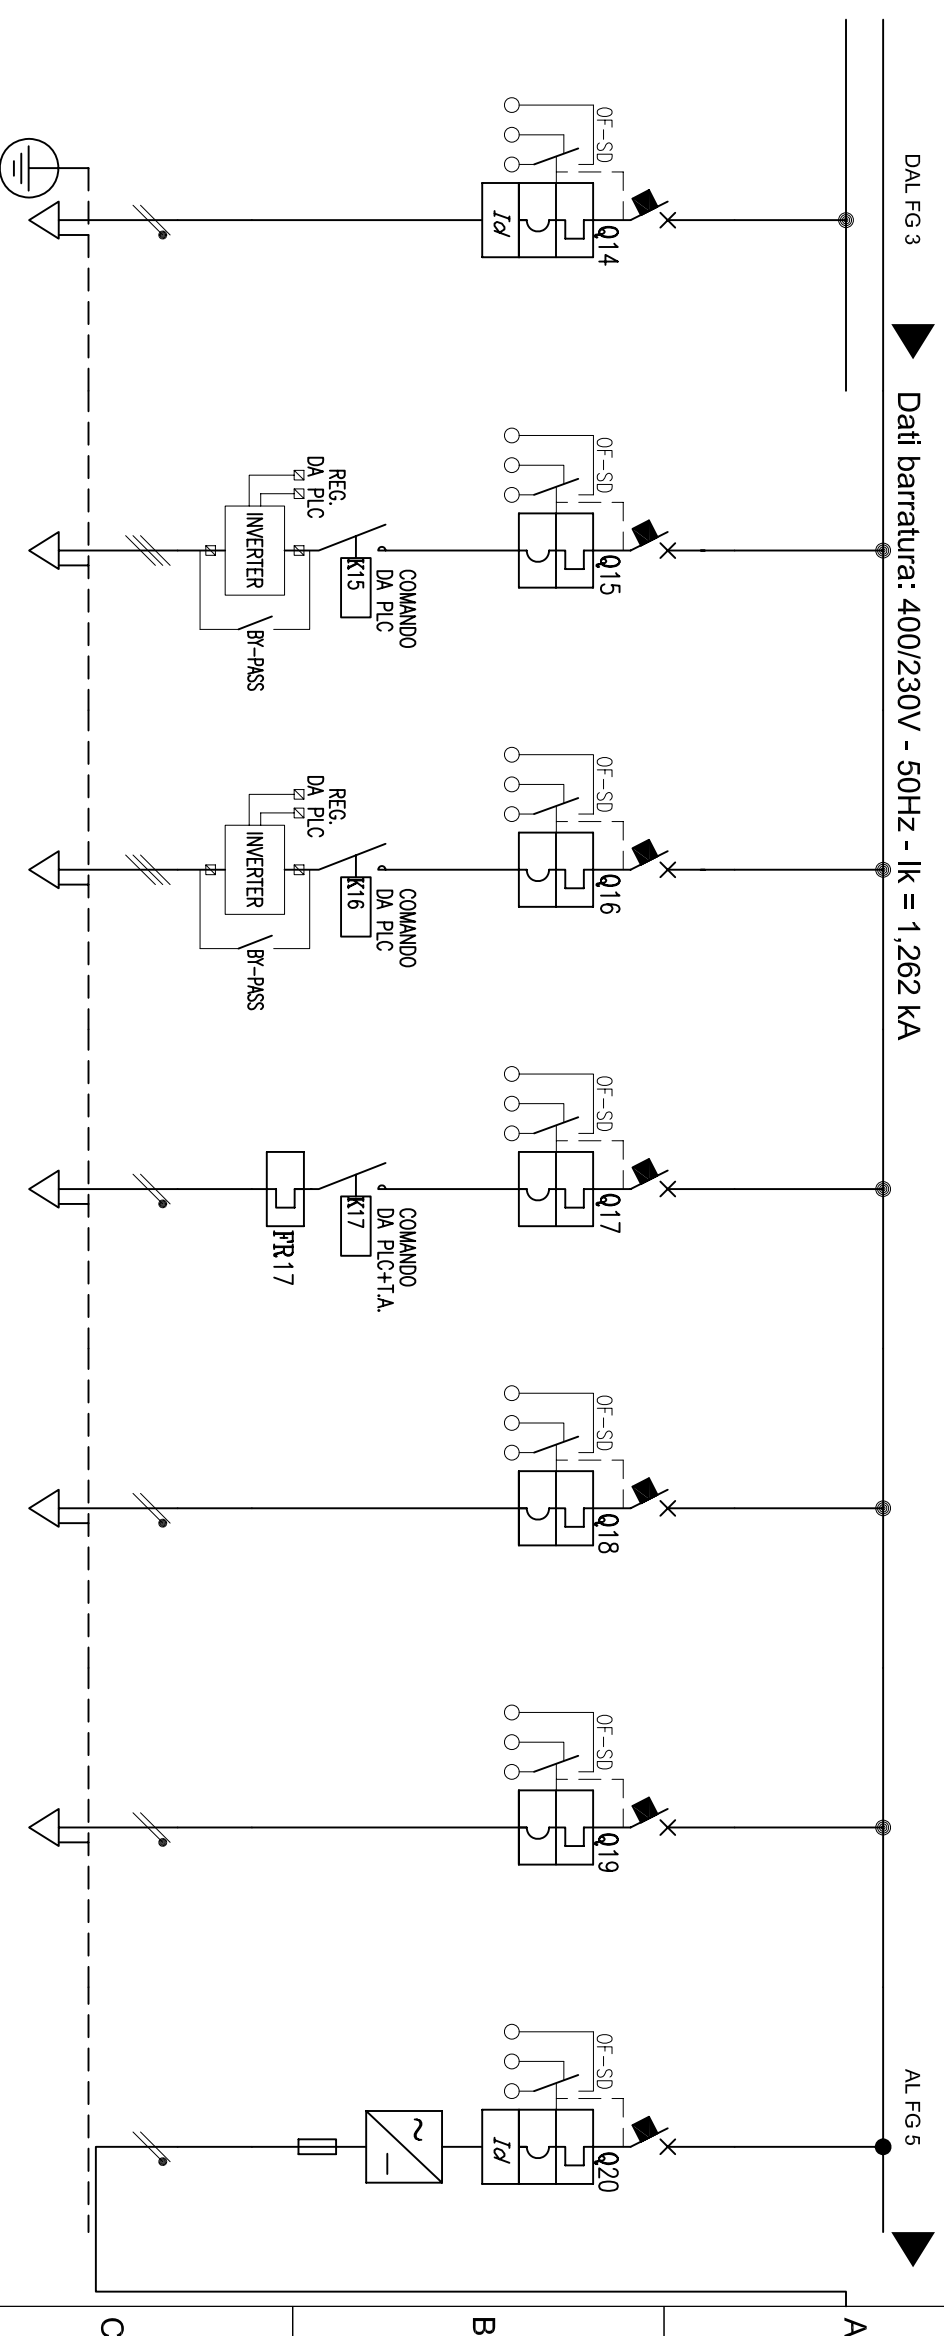 DAL FG 3
Dati barratura: 400/230V - 50Hz - Ik = 1,262 kA
AL FG 5
OF-SD
Q14
Id
OF-SD
Q15
COMANDO
DA PLC
K15
REG.
DA PLC
INVERTER
BY-PASS
OF-SD
Q16
COMANDO
DA PLC
K16
REG.
DA PLC
INVERTER
BY-PASS
OF-SD
Q17
COMANDO
DA PLC+T.A.
K17
FR17
OF-SD
Q18
OF-SD
Q19
OF-SD
Q20
Id
A
B
C